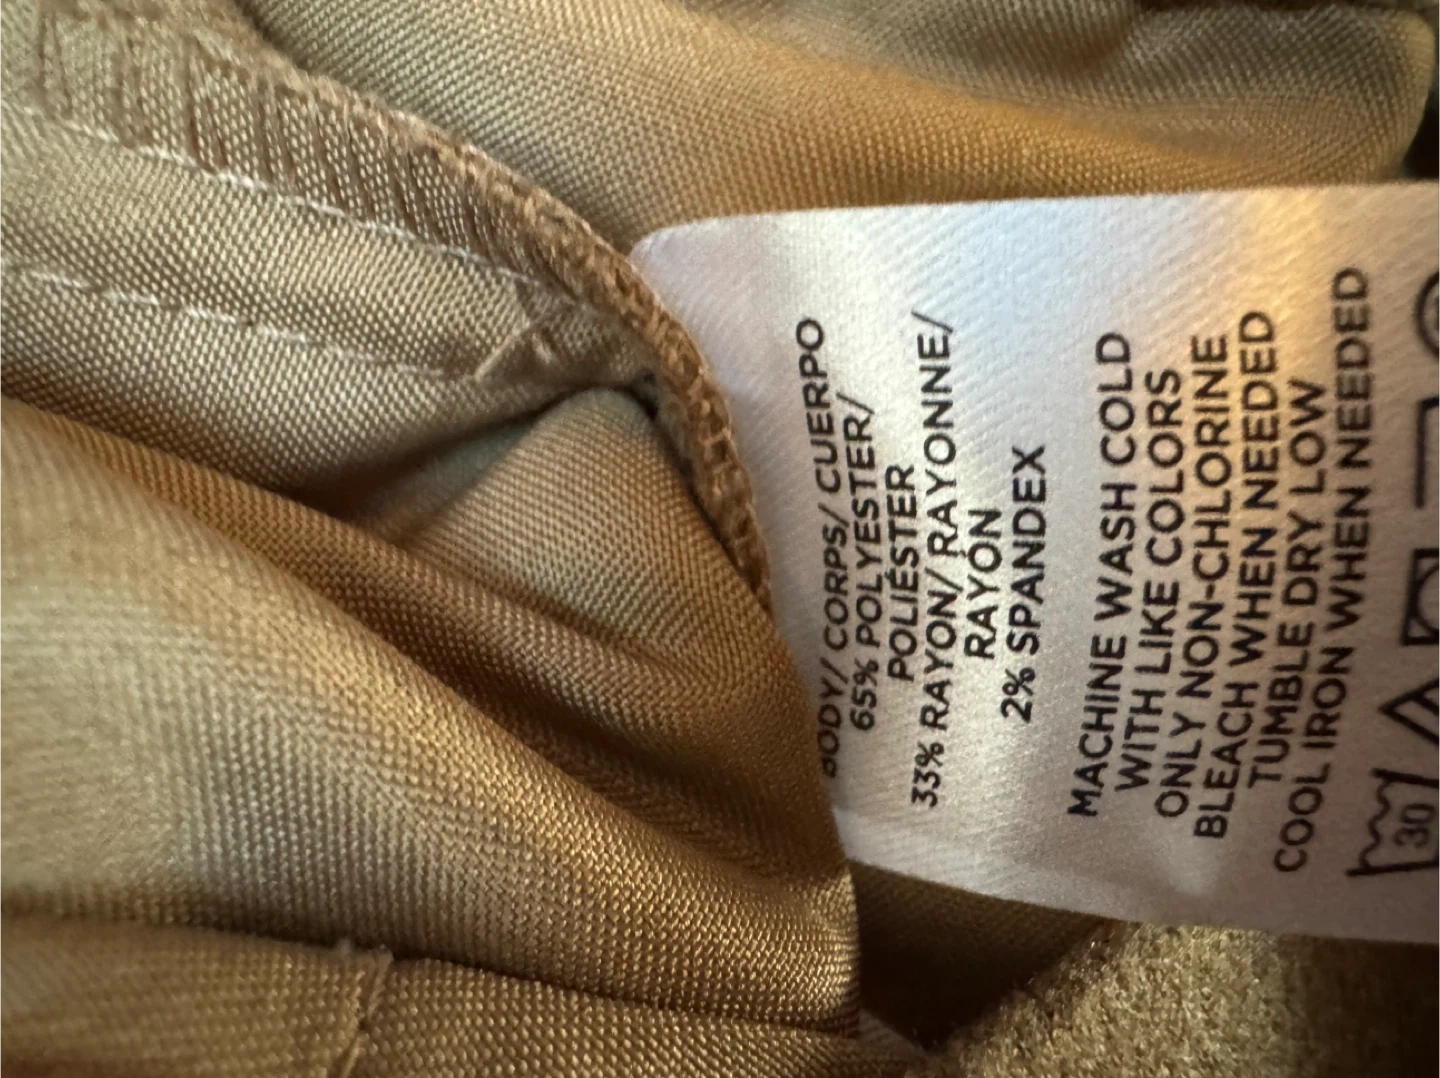 BODY/ CORPS/ CUERPO
65% POLYESTER/
POLIÉSTER
33% RAYON/ RAYONNE/
RAYÓN
2% SPANDEX
MACHINE WASH COLD
WITH LIKE COLORS
ONLY NON-CHLORINE
BLEACH WHEN NEEDED
TUMBLE DRY LOW
COOL IRON WHEN NEEDED
30